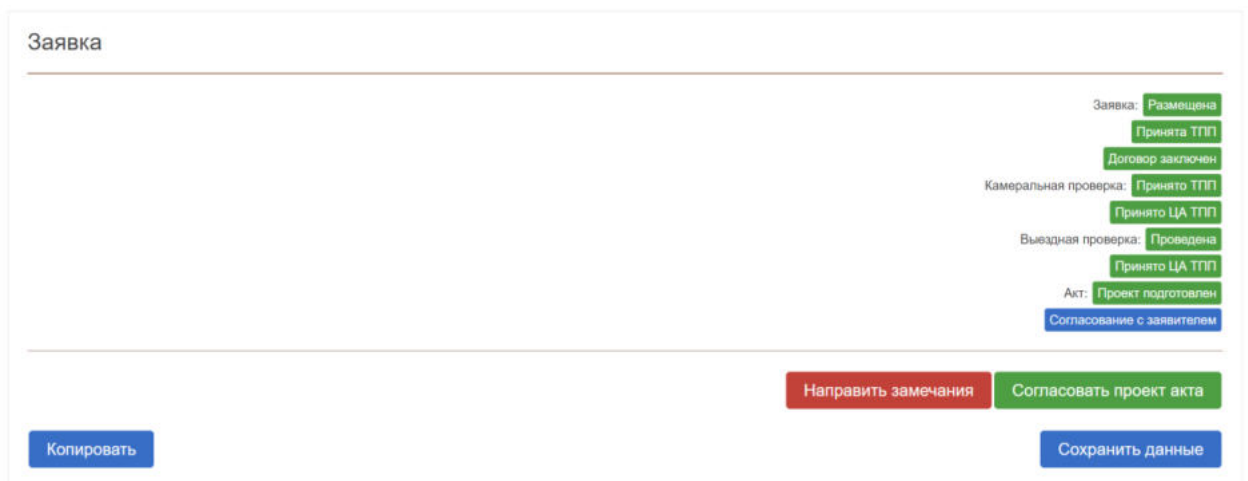 Заявка
Заявка: Размещена
Принята ТПП
Договор заключен
Камеральная проверка: Принято ТПП
Принято ЦА ТПП
Выездная проверка: Проведена
Принято ЦА ТПП
Акт: Проект подготовлен
Согласование с заявителем
Направить замечания Согласовать проект акта
Копировать Сохранить данные